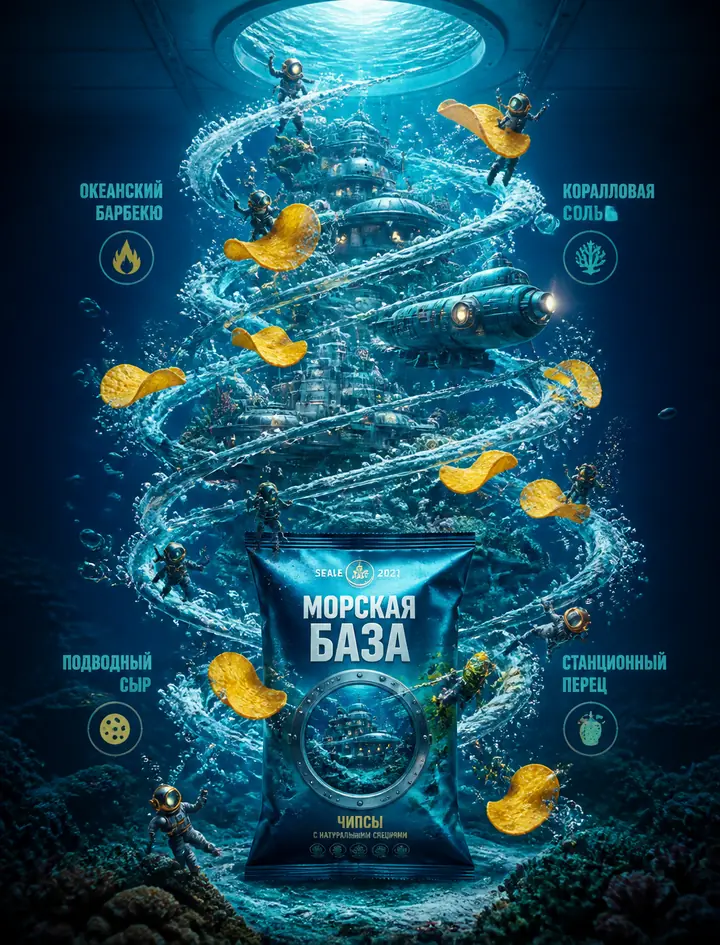 ОКЕАНСКИЙ
БАРБЕКЮ
КОРАЛЛОВАЯ
СОЛЬ
SEALE 2021
МОРСКАЯ
БАЗА
ПОДВОДНЫЙ
СЫР
СТАНЦИОННЫЙ
ПЕРЕЦ
ЧИПСЫ
С НАТУРАЛЬНЫМИ СПЕЦИЯМИ